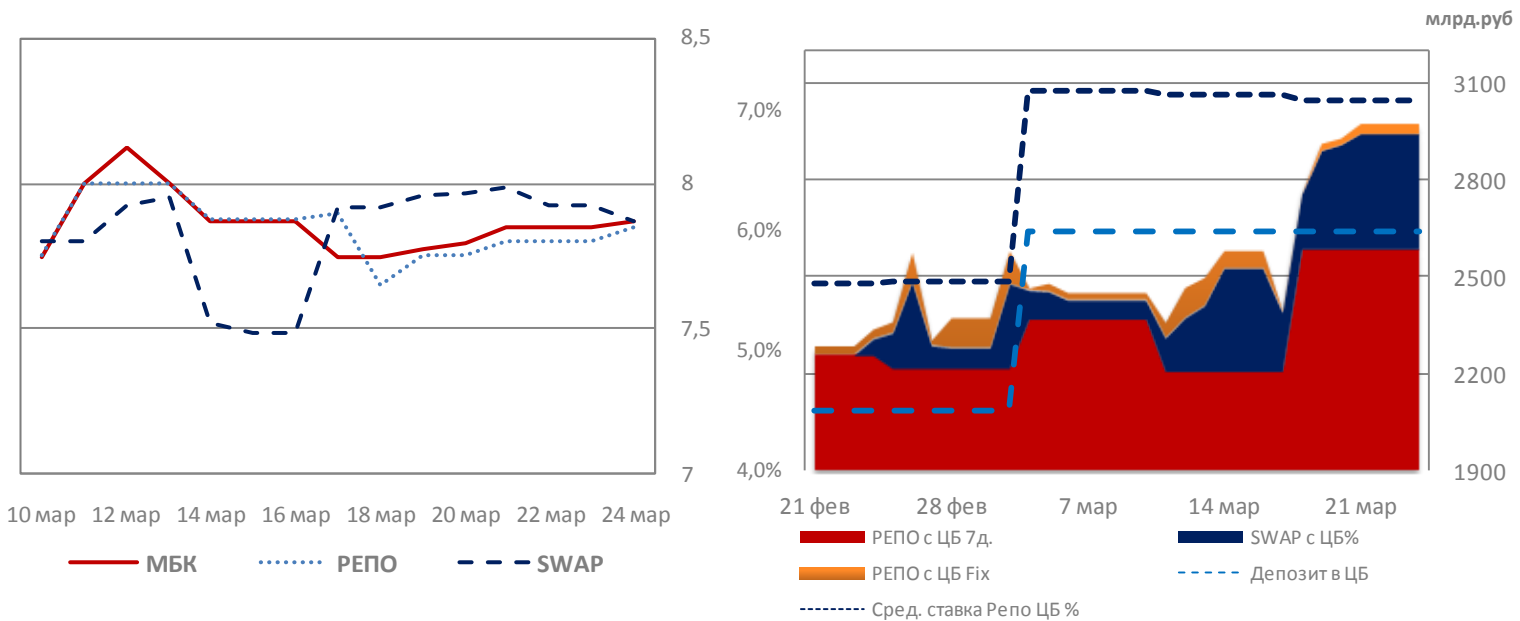 8,5
8
7,5
7
10 мар 12 мар 14 мар 16 мар 18 мар 20 мар 22 мар 24 мар
МБК РЕПО SWAP
млрд.руб
7,0%
6,0%
5,0%
4,0%
3100
2800
2500
2200
1900
21 фев 28 фев 7 мар 14 мар 21 мар
РЕПО с ЦБ 7д. SWAP с ЦБ%
РЕПО с ЦБ Fix Депозит в ЦБ
Сред. ставка Репо ЦБ %